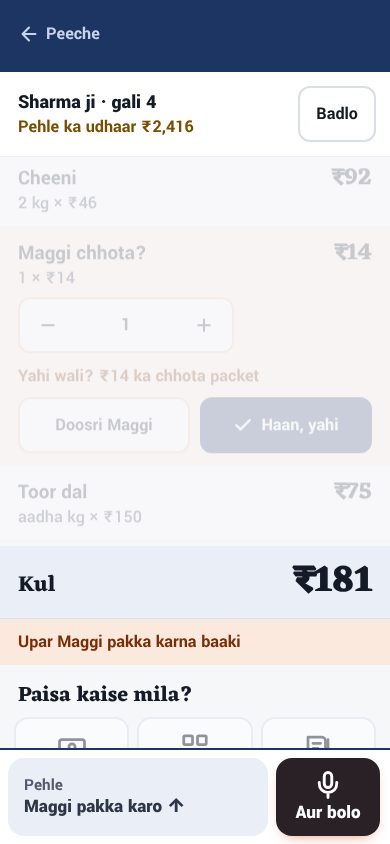 Peeche
Sharma ji · gali 4
Pehle ka udhaar ₹2,416
Badlo
Cheeni
₹92
2 kg × ₹46
Maggi chhota?
₹14
1 × ₹14
− 1 +
Yahi wali? ₹14 ka chhota packet
Doosri Maggi
Haan, yahi
Toor dal
₹75
aadha kg × ₹150
Kul
₹181
Upar Maggi pakka karna baaki
Paisa kaise mila?
Pehle
Maggi pakka karo ↑
Aur bolo